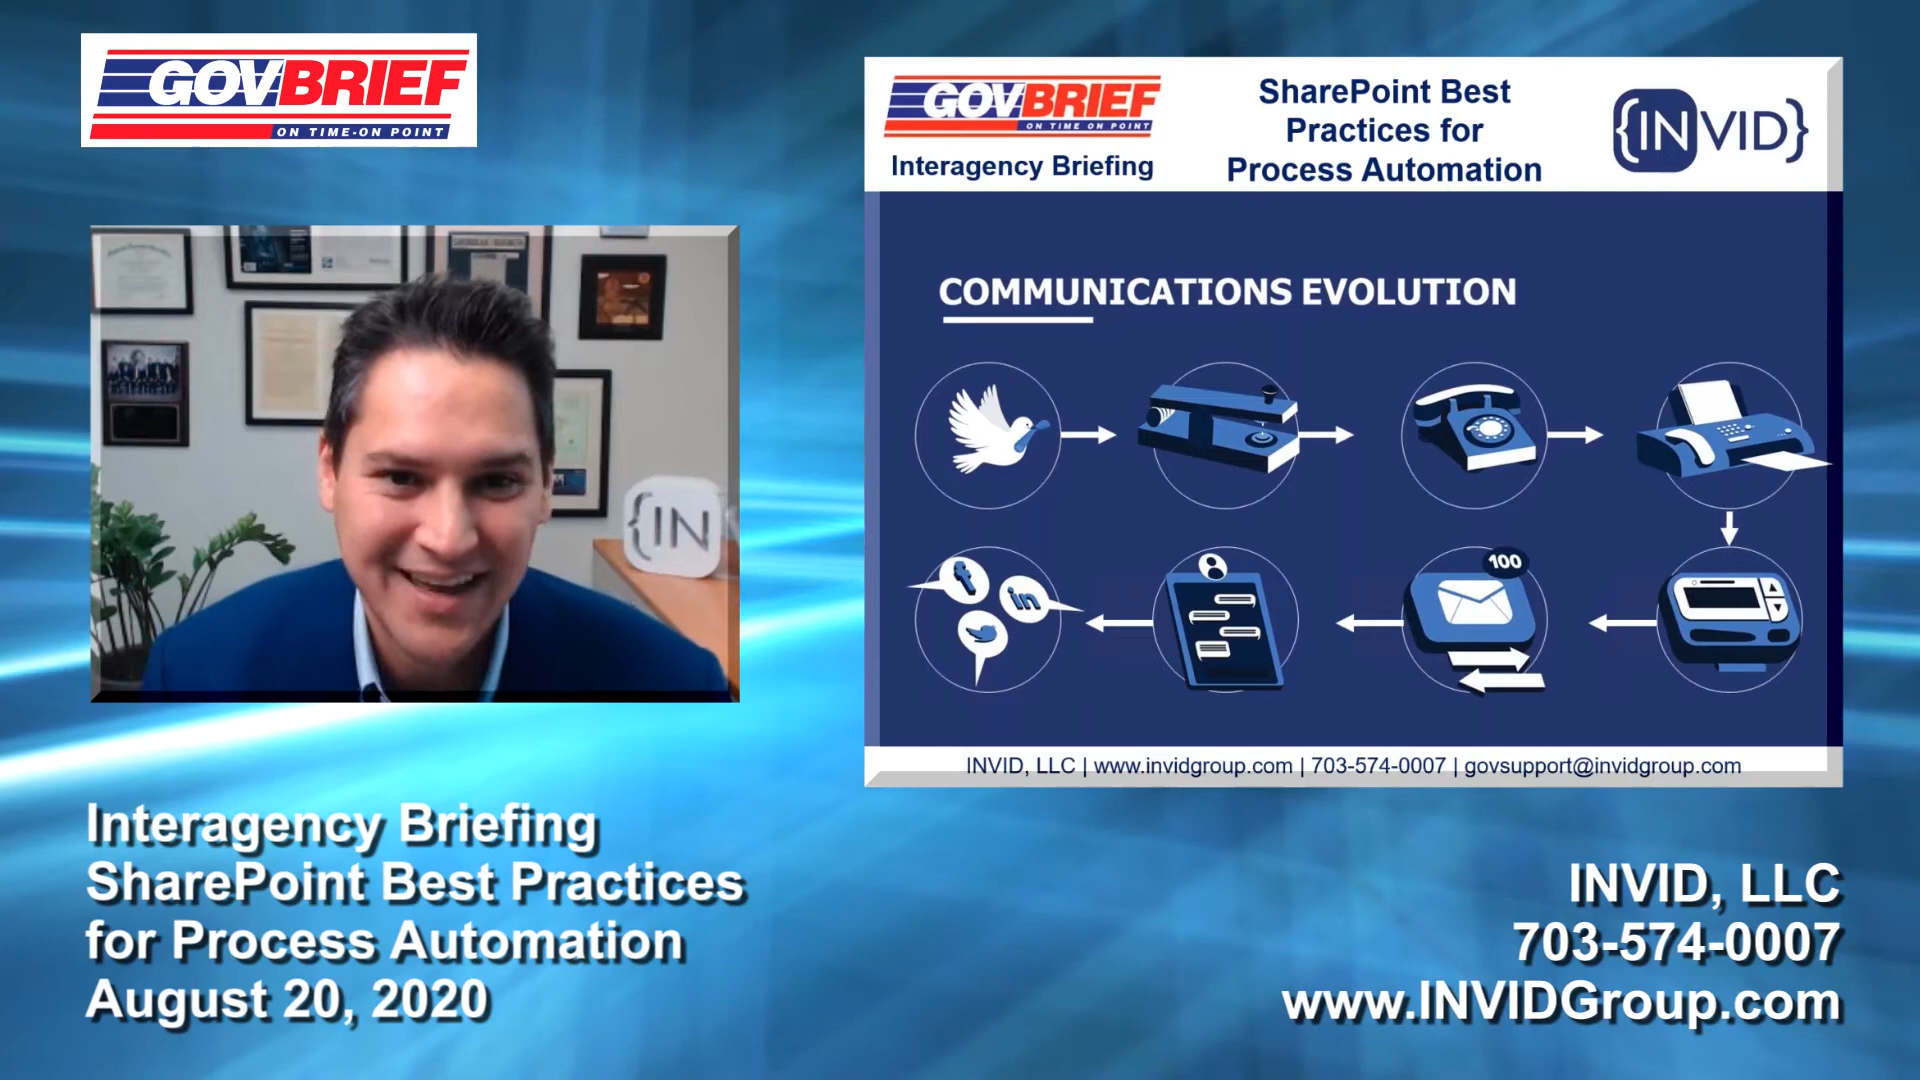 GOVBRIEF
ON TIME-ON POINT
GOVBRIEF
ON TIME ON POINT
Interagency Briefing
SharePoint Best
Practices for
Process Automation
{INVID}
COMMUNICATIONS EVOLUTION
100
f
in
{IN
INVID, LLC | www.invidgroup.com | 703-574-0007 | govsupport@invidgroup.com
Interagency Briefing
SharePoint Best Practices
for Process Automation
August 20, 2020
INVID, LLC
703-574-0007
www.INVIDGroup.com